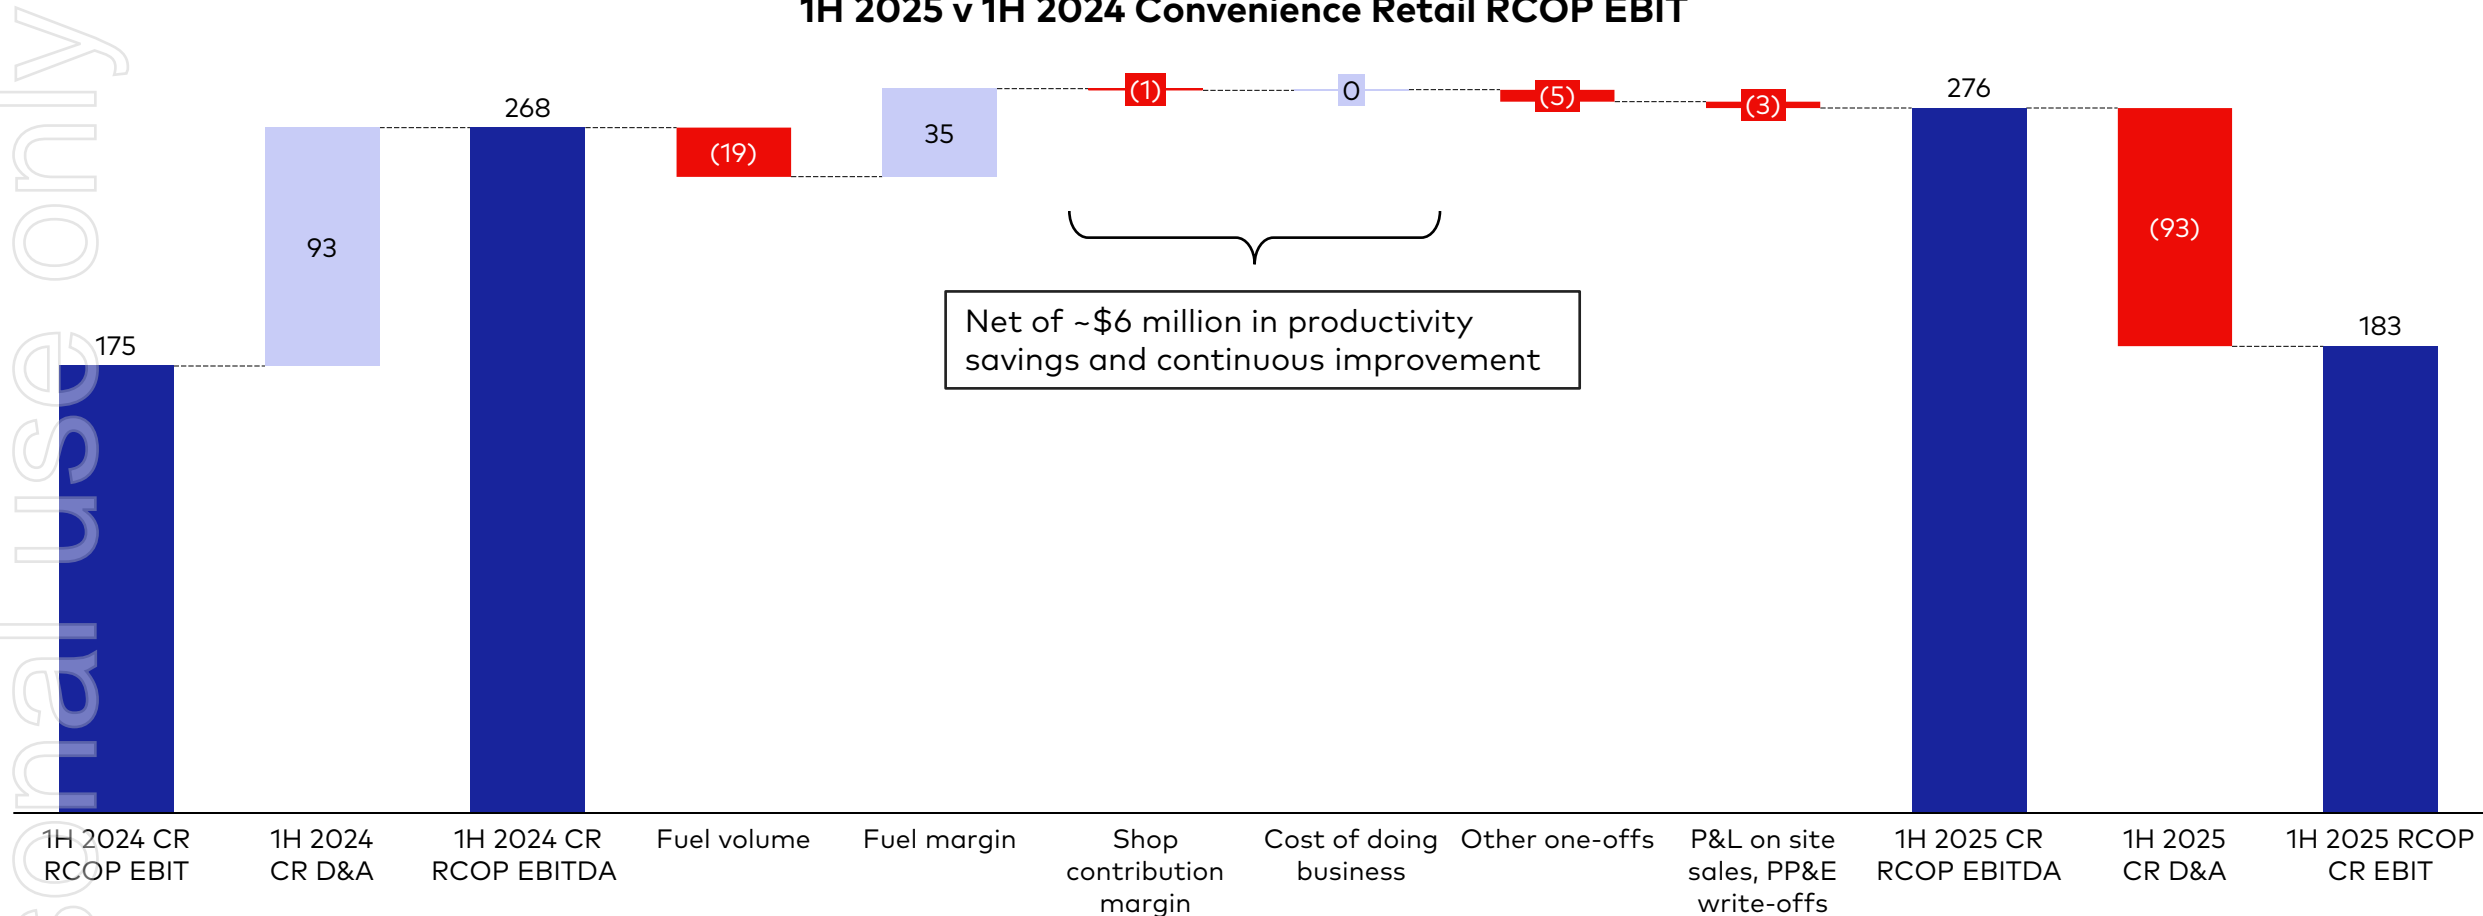 1H 2025 v 1H 2024 Convenience Retail RCOP EBIT
175
93
268
(19)
35
(1)
0
(5)
(3)
276
(93)
183
Net of ~$6 million in productivity
savings and continuous improvement
1H 2024 CR
RCOP EBIT
1H 2024
CR D&A
1H 2024 CR
RCOP EBITDA
Fuel volume
Fuel margin
Shop
contribution
margin
Cost of doing
business
Other one-offs
P&L on site
sales, PP&E
write-offs
1H 2025 CR
RCOP EBITDA
1H 2025
CR D&A
1H 2025 RCOP
CR EBIT
use only